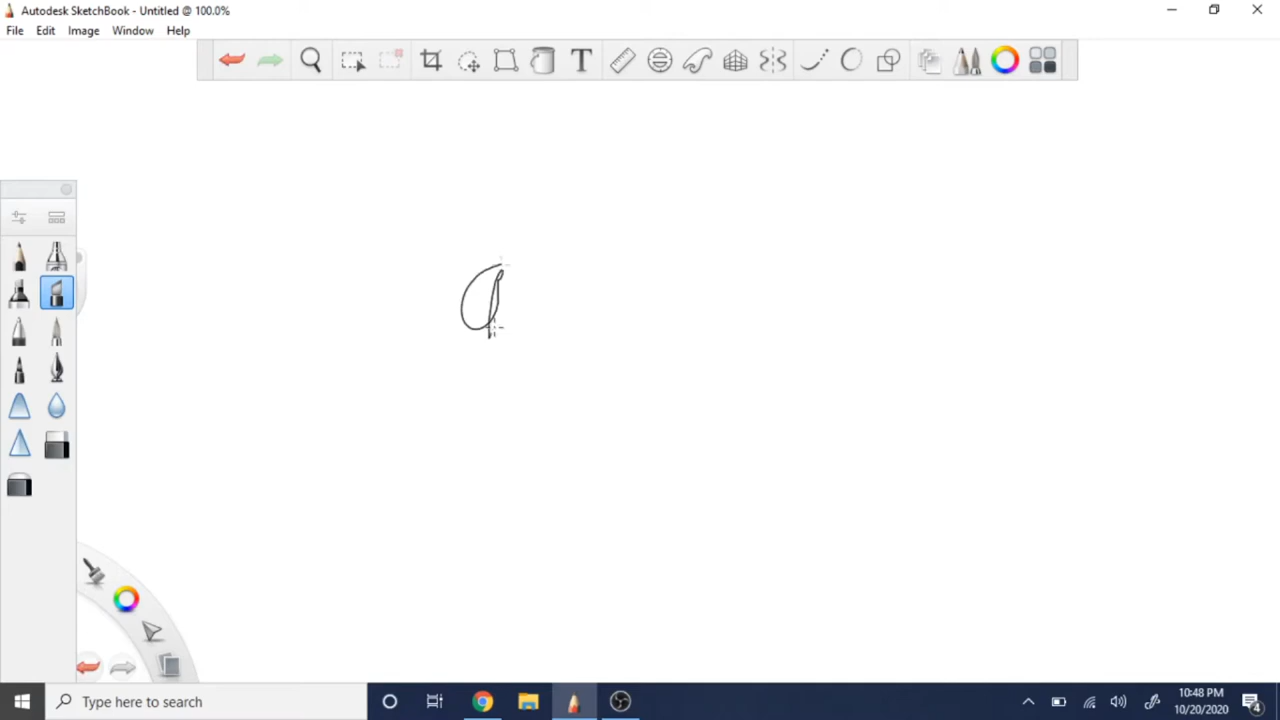 Autodesk SketchBook - Untitled @ 100.0%
File Edit Image Window Help
T
a
Type here to search
10:48 PM
10/20/2020
4